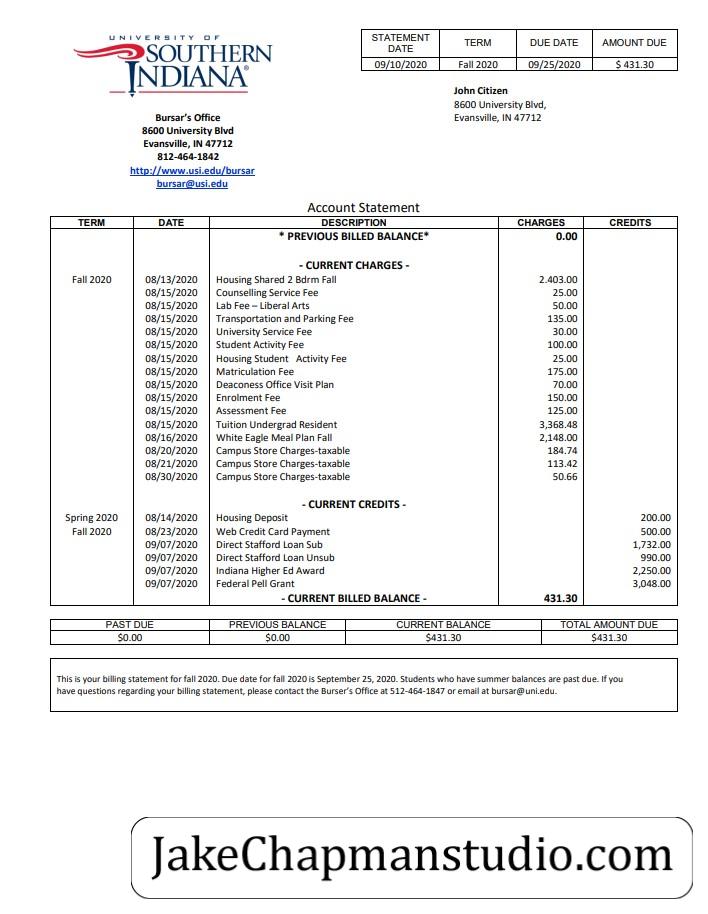 UNIVERSITY OF
SOUTHERN
INDIANA®
Bursar's Office
8600 University Blvd
Evansville, IN 47712
812-464-1842
http://www.usi.edu/bursar
bursar@usi.edu
STATEMENT DATE TERM DUE DATE AMOUNT DUE
09/10/2020 Fall 2020 09/25/2020 $ 431.30
John Citizen
8600 University Blvd,
Evansville, IN 47712
Account Statement
TERM DATE DESCRIPTION CHARGES CREDITS
* PREVIOUS BILLED BALANCE* 0.00
- CURRENT CHARGES -
Fall 2020 08/13/2020 Housing Shared 2 Bdrm Fall 2.403.00
08/15/2020 Counselling Service Fee 25.00
08/15/2020 Lab Fee – Liberal Arts 50.00
08/15/2020 Transportation and Parking Fee 135.00
08/15/2020 University Service Fee 30.00
08/15/2020 Student Activity Fee 100.00
08/15/2020 Housing Student Activity Fee 25.00
08/15/2020 Matriculation Fee 175.00
08/15/2020 Deaconess Office Visit Plan 70.00
08/15/2020 Enrolment Fee 150.00
08/15/2020 Assessment Fee 125.00
08/15/2020 Tuition Undergrad Resident 3,368.48
08/16/2020 White Eagle Meal Plan Fall 2,148.00
08/20/2020 Campus Store Charges-taxable 184.74
08/21/2020 Campus Store Charges-taxable 113.42
08/30/2020 Campus Store Charges-taxable 50.66
- CURRENT CREDITS -
Spring 2020 08/14/2020 Housing Deposit 200.00
Fall 2020 08/23/2020 Web Credit Card Payment 500.00
09/07/2020 Direct Stafford Loan Sub 1,732.00
09/07/2020 Direct Stafford Loan Unsub 990.00
09/07/2020 Indiana Higher Ed Award 2,250.00
09/07/2020 Federal Pell Grant 3,048.00
- CURRENT BILLED BALANCE - 431.30
PAST DUE PREVIOUS BALANCE CURRENT BALANCE TOTAL AMOUNT DUE
$0.00 $0.00 $431.30 $431.30
This is your billing statement for fall 2020. Due date for fall 2020 is September 25, 2020. Students who have summer balances are past due. If you
have questions regarding your billing statement, please contact the Burser's Office at 512-464-1847 or email at bursar@uni.edu.
JakeChapmanstudio.com